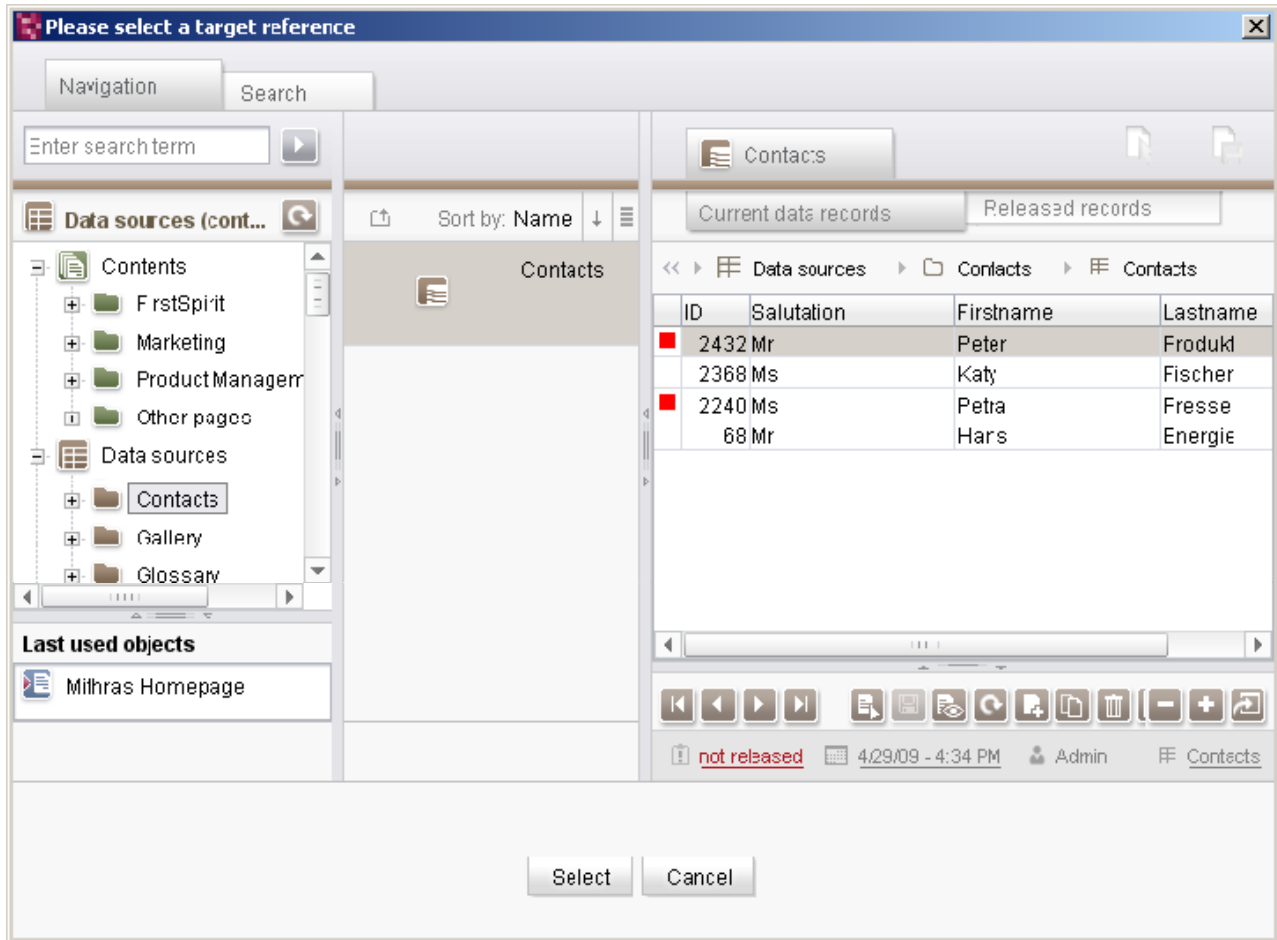 Please select a target reference
Navigation
Search
Enter search term
Data sources (cont...
Contents
FirstSpirit
Marketing
Product Managem
Other pages
Data sources
Contacts
Gallery
Glossary
Last used objects
Mithras Homepage
Sort by: Name
Contacts
Contacts
Current data records
Released records
Data sources
Contacts
Contacts
ID Salutation Firstname Lastname
2432 Mr Peter Produkt
2368 Ms Katy Fischer
2240 Ms Petra Presse
68 Mr Hans Energie
not released 4/29/09 - 4:34 PM Admin Contacts
Select
Cancel